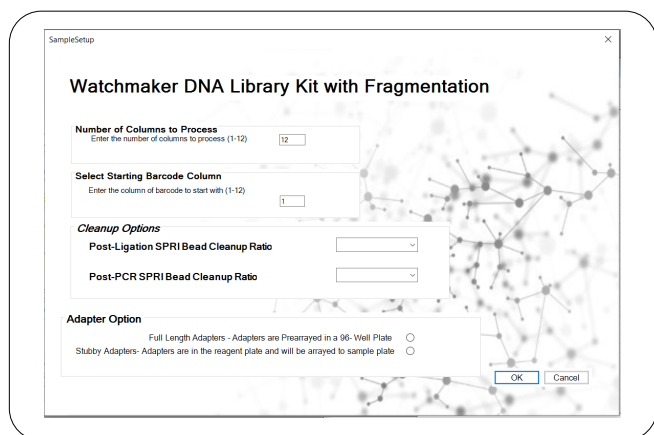 SampleSetup
Watchmaker DNA Library Kit with Fragmentation
Number of Columns to Process
Enter the number of columns to process (1-12)
12
Select Starting Barcode Column
Enter the column of barcode to start with (1-12)
1
Cleanup Options
Post-Ligation SPRI Bead Cleanup Ratio
Post-PCR SPRI Bead Cleanup Ratio
Adapter Option
Full Length Adapters - Adapters are Prearrayed in a 96- Well Plate
Stubby Adapters- Adapters are in the reagent plate and will be arrayed to sample plate
OK Cancel